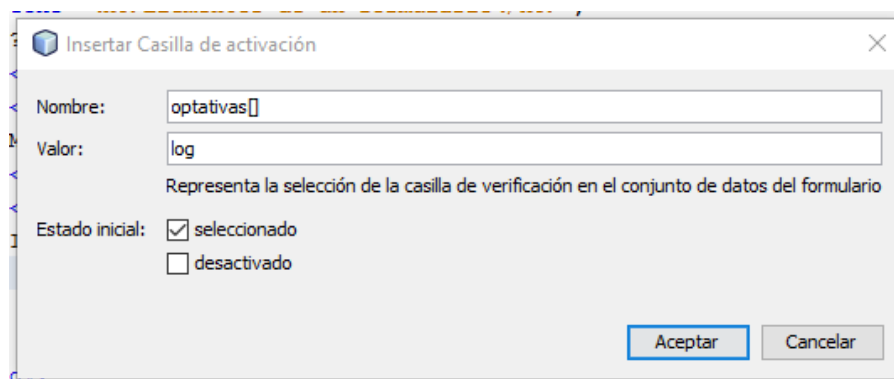 Insertar Casilla de activación
Nombre: optativas[]
Valor: log
Representa la selección de la casilla de verificación en el conjunto de datos del formulario
Estado inicial: seleccionado
desactivado
Aceptar Cancelar